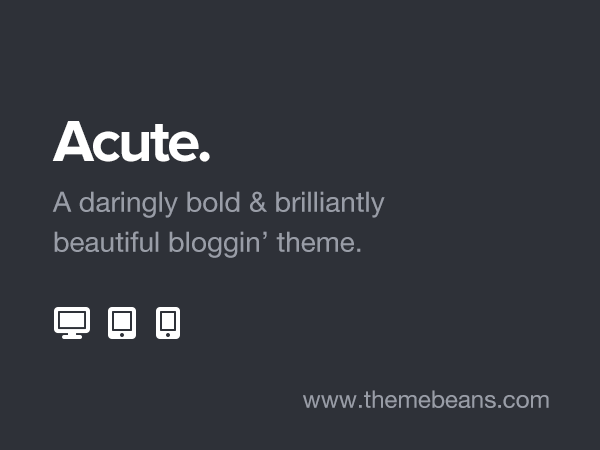 Acute.
A daringly bold & brilliantly
beautiful bloggin’ theme.
www.themebeans.com